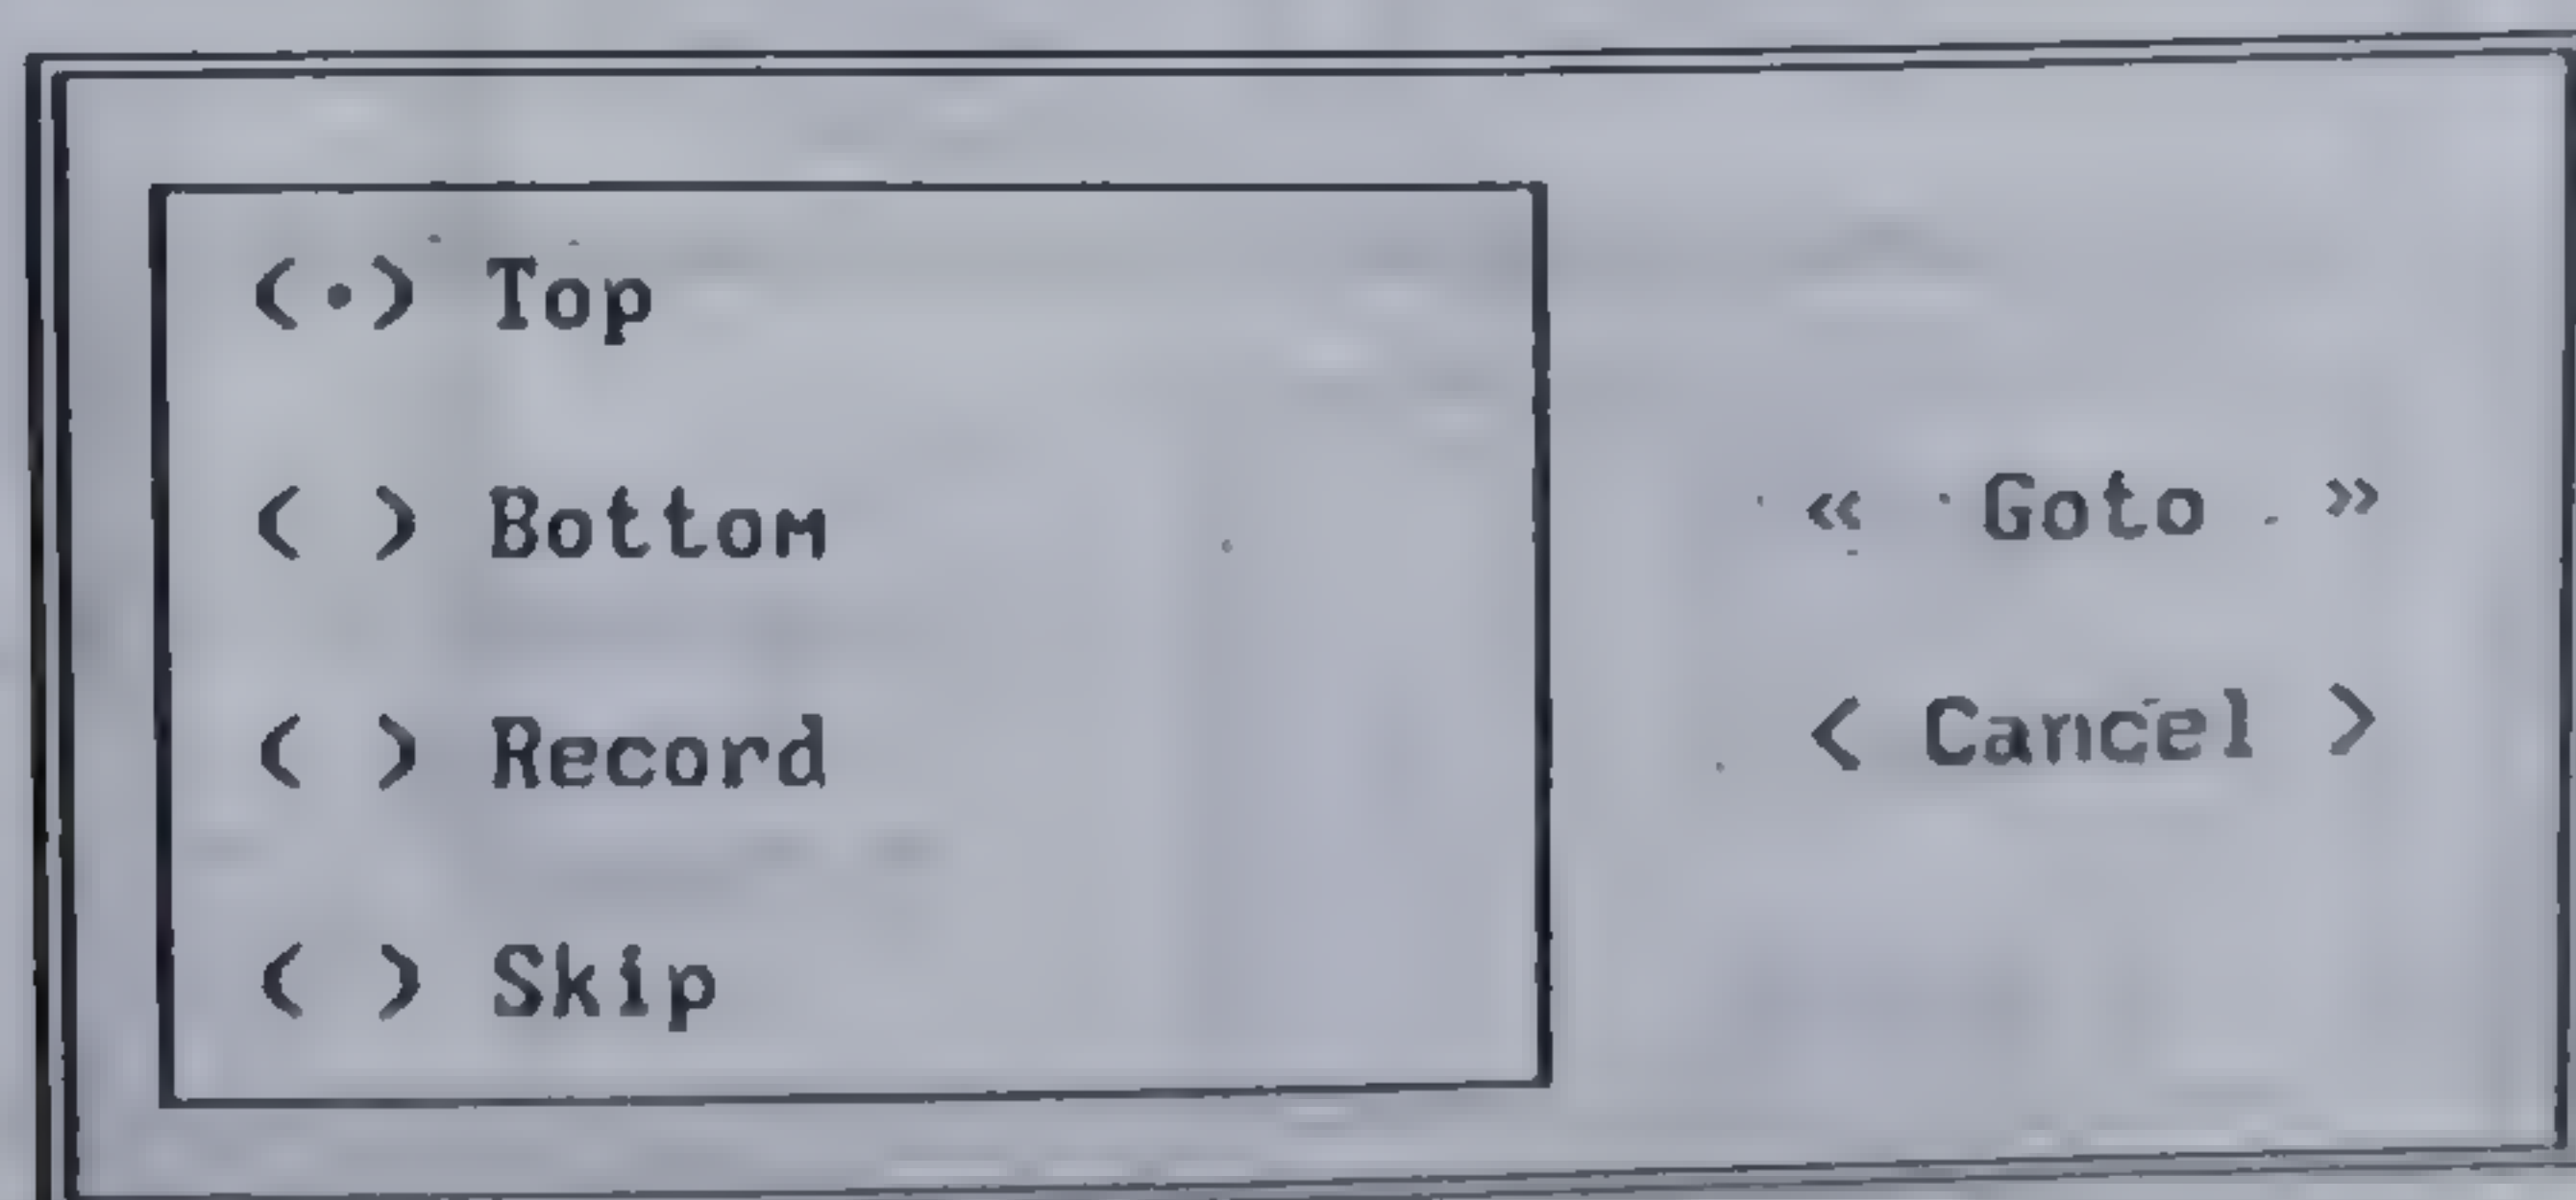 (·) Top
( ) Bottom
« Goto »
( ) Record
< Cancel >
( ) Skip